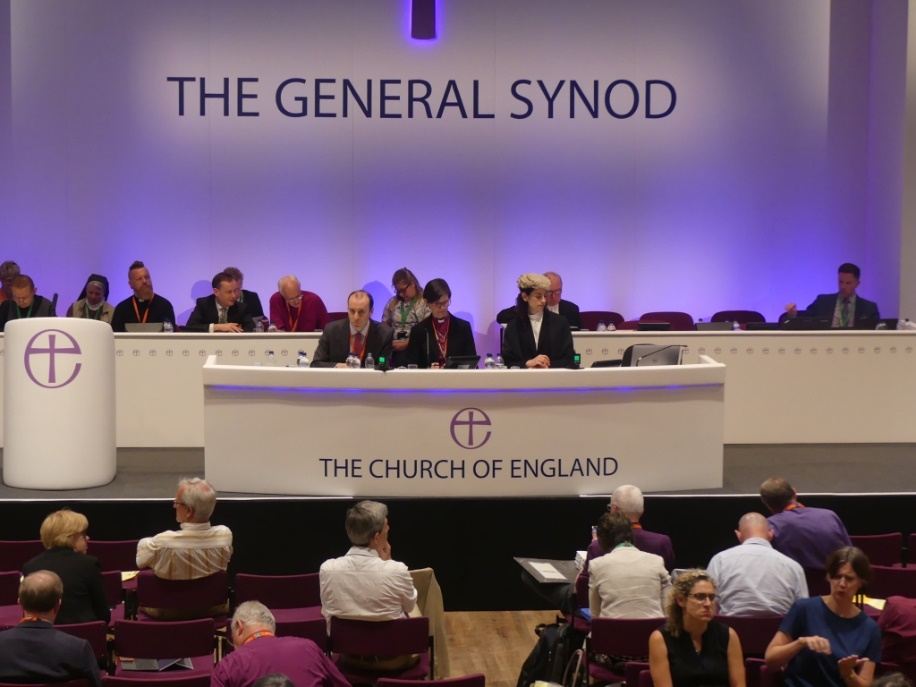 THE GENERAL SYNOD
THE CHURCH OF ENGLAND